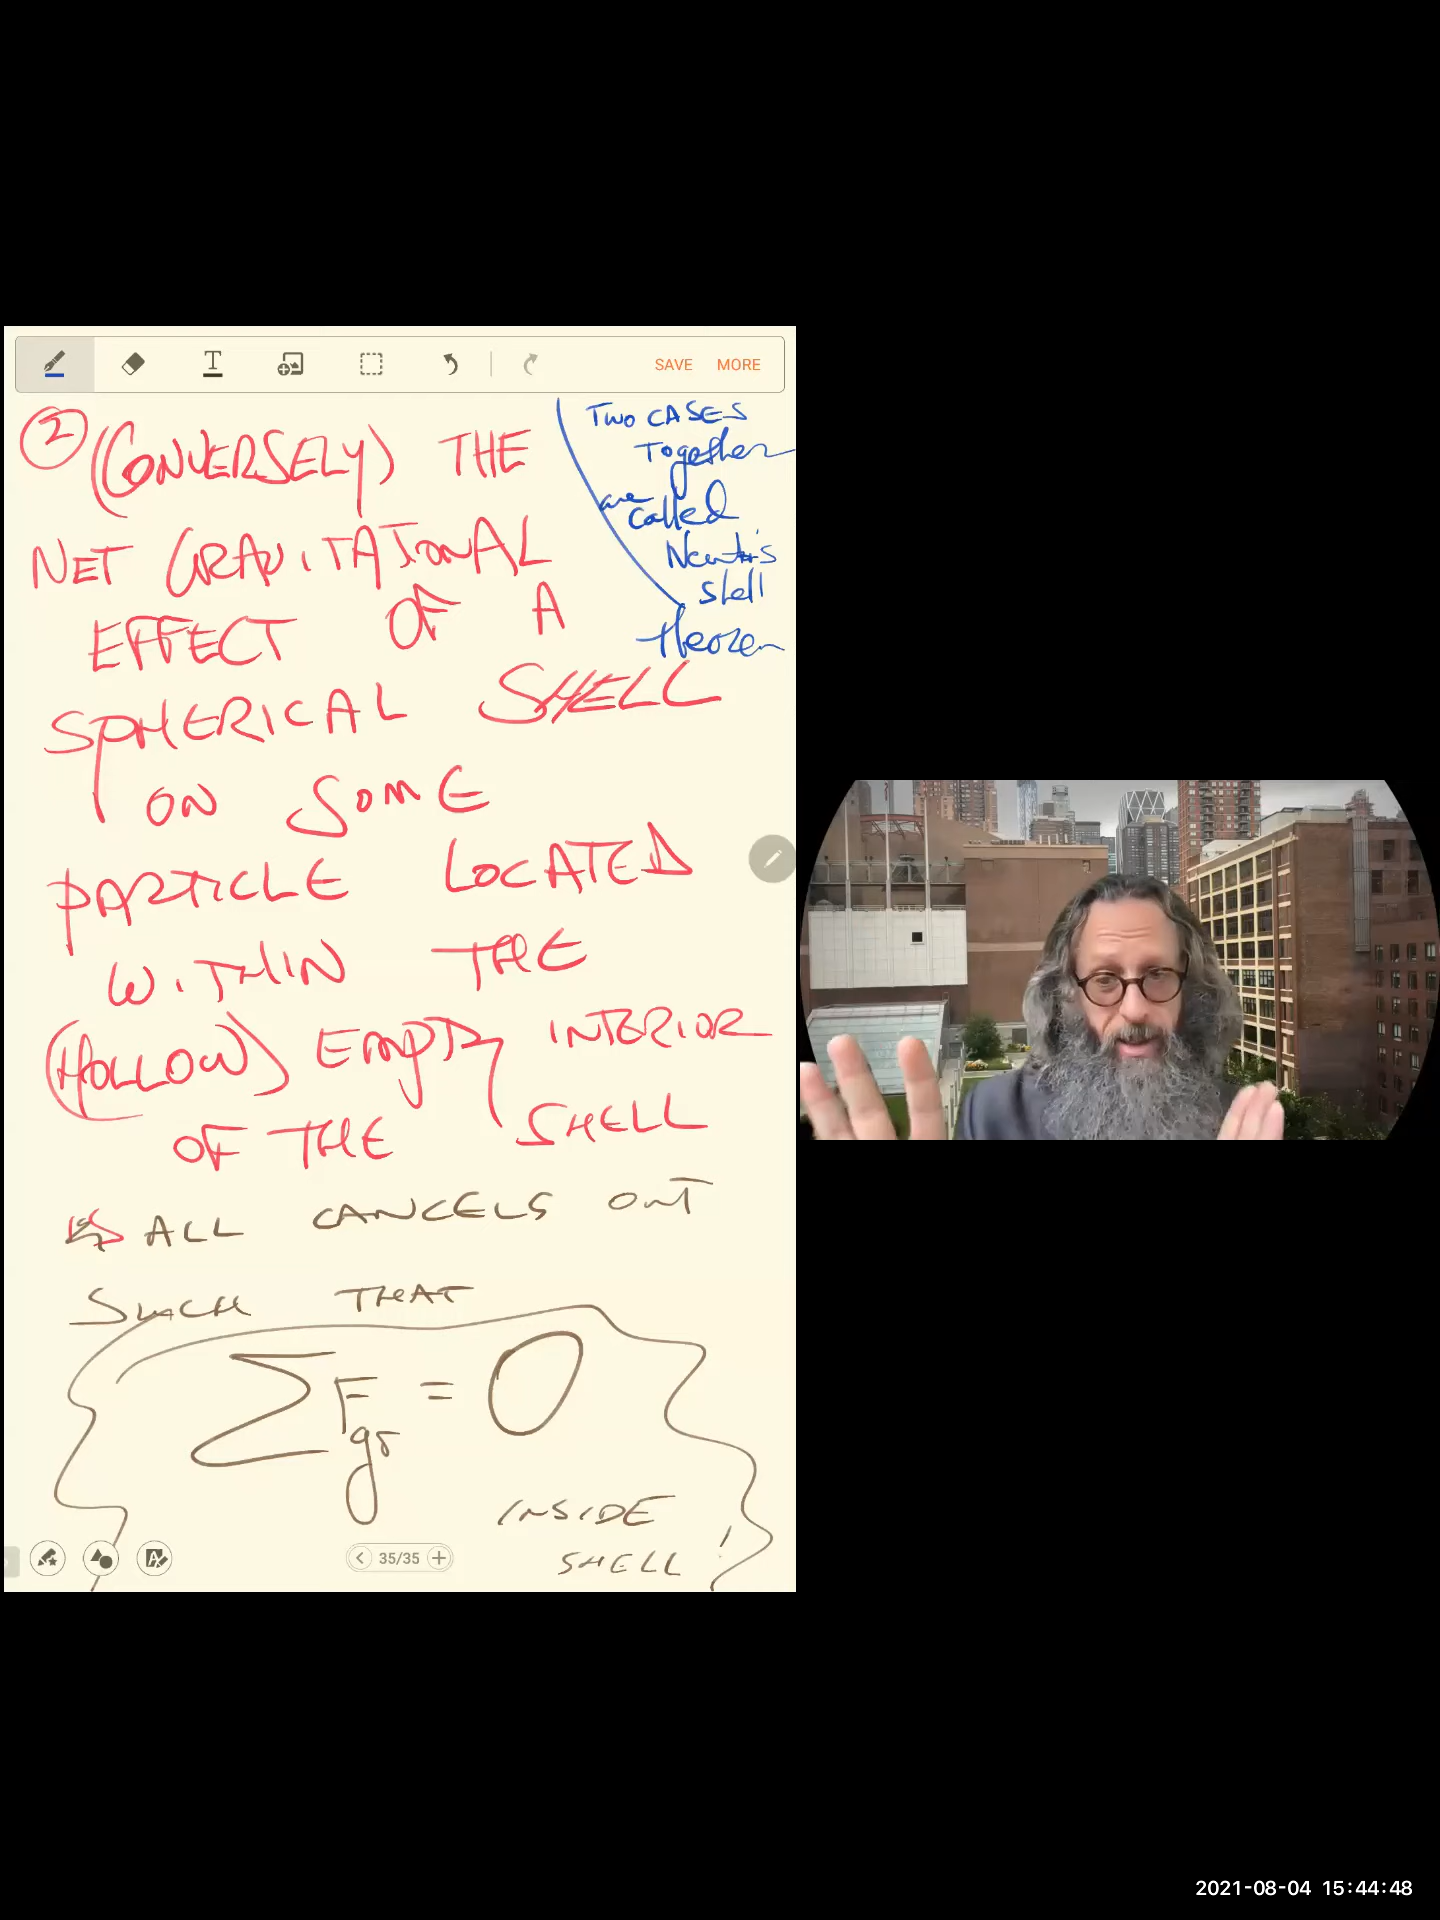 T
SAVE MORE
② (CONVERSELY) THE
NET GRAVITATIONAL
EFFECT OF A
SPHERICAL SHELL
ON SOME
PARTICLE LOCATED
WITHIN THE
(HOLLOW) EMPTY INTERIOR
OF THE SHELL
IS ALL CANCELS OUT
SUCH THAT
∑F_gr = 0
INSIDE
SHELL!
TWO CASES
Together
are called
Newton's
shell
theorem
A
35/35
2021-08-04 15:44:48